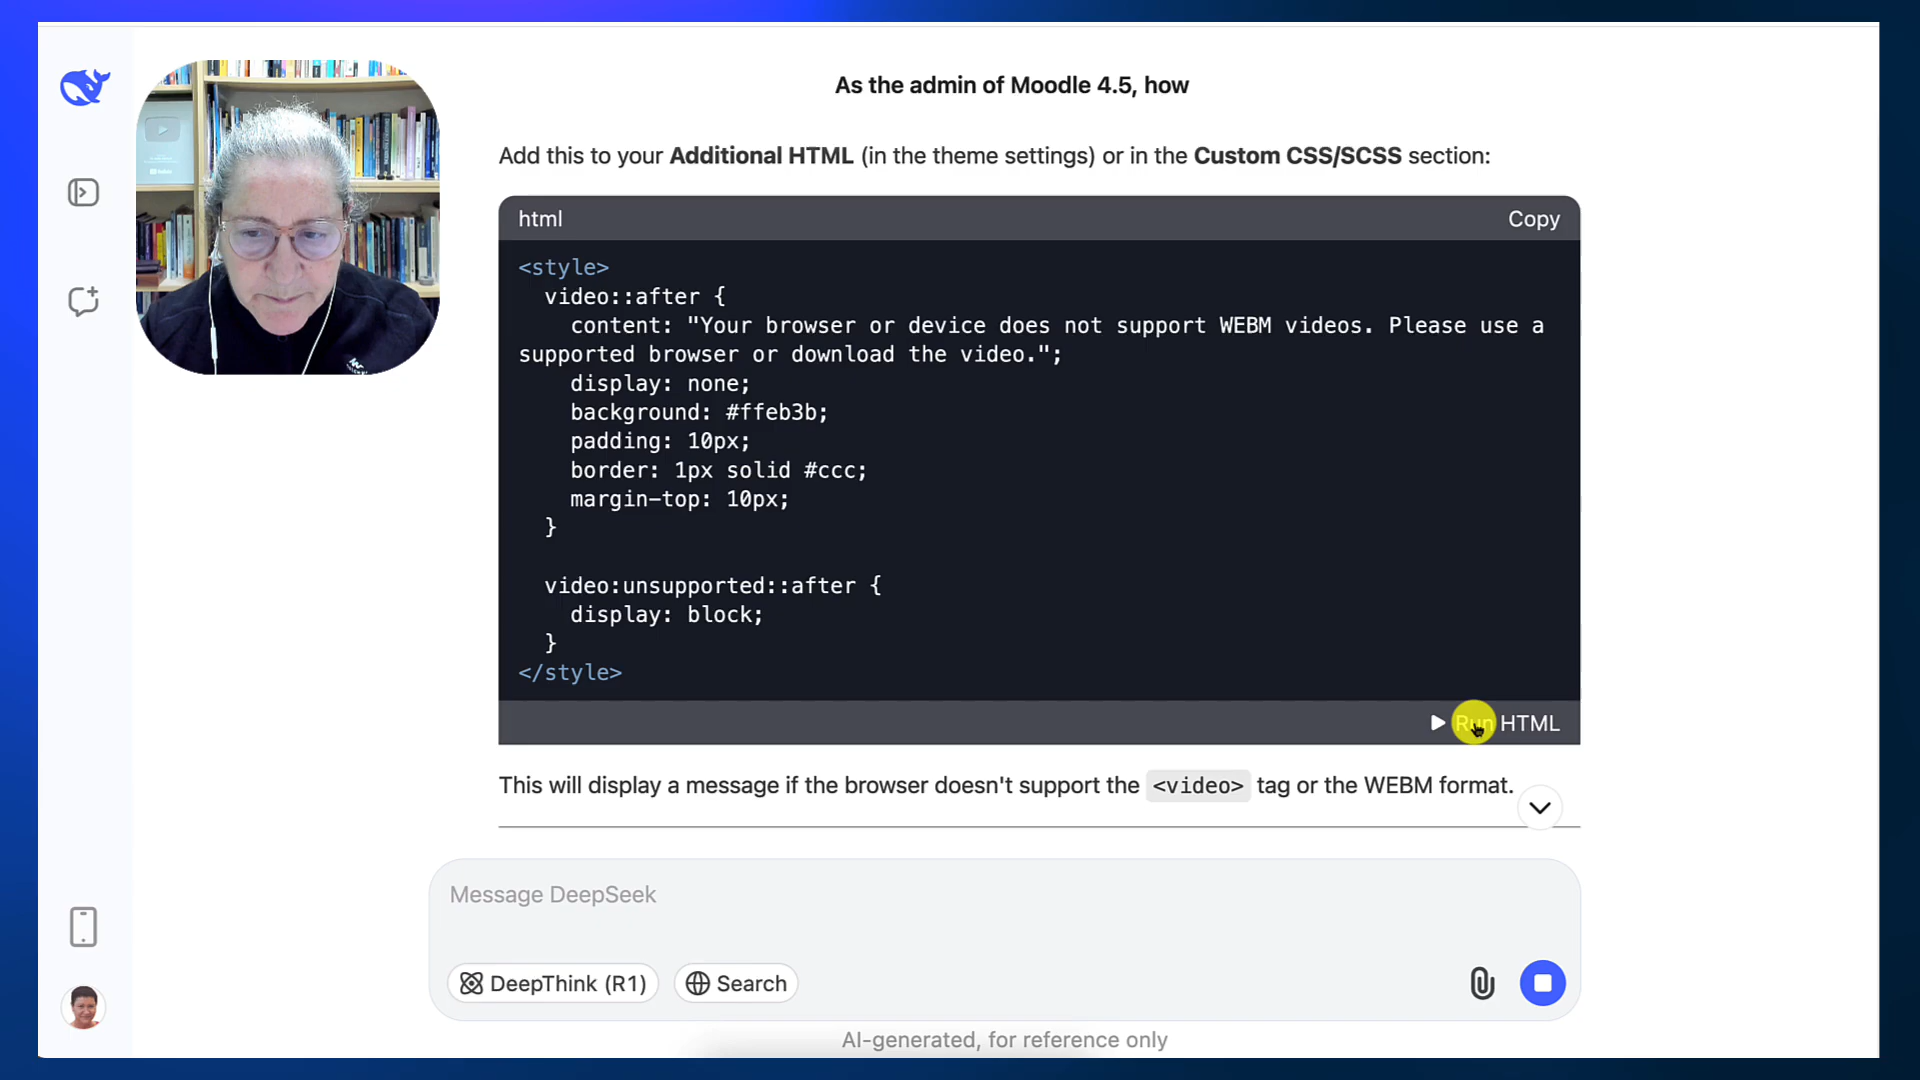 As the admin of Moodle 4.5, how
Add this to your Additional HTML (in the theme settings) or in the Custom CSS/SCSS section:
html
Copy
<style>
video::after {
content: "Your browser or device does not support WEBM videos. Please use a
supported browser or download the video.";
display: none;
background: #ffeb3b;
padding: 10px;
border: 1px solid #ccc;
margin-top: 10px;
}
video:unsupported::after {
display: block;
}
</style>
Run HTML
This will display a message if the browser doesn't support the <video> tag or the WEBM format.
Message DeepSeek
DeepThink (R1)
Search
AI-generated, for reference only